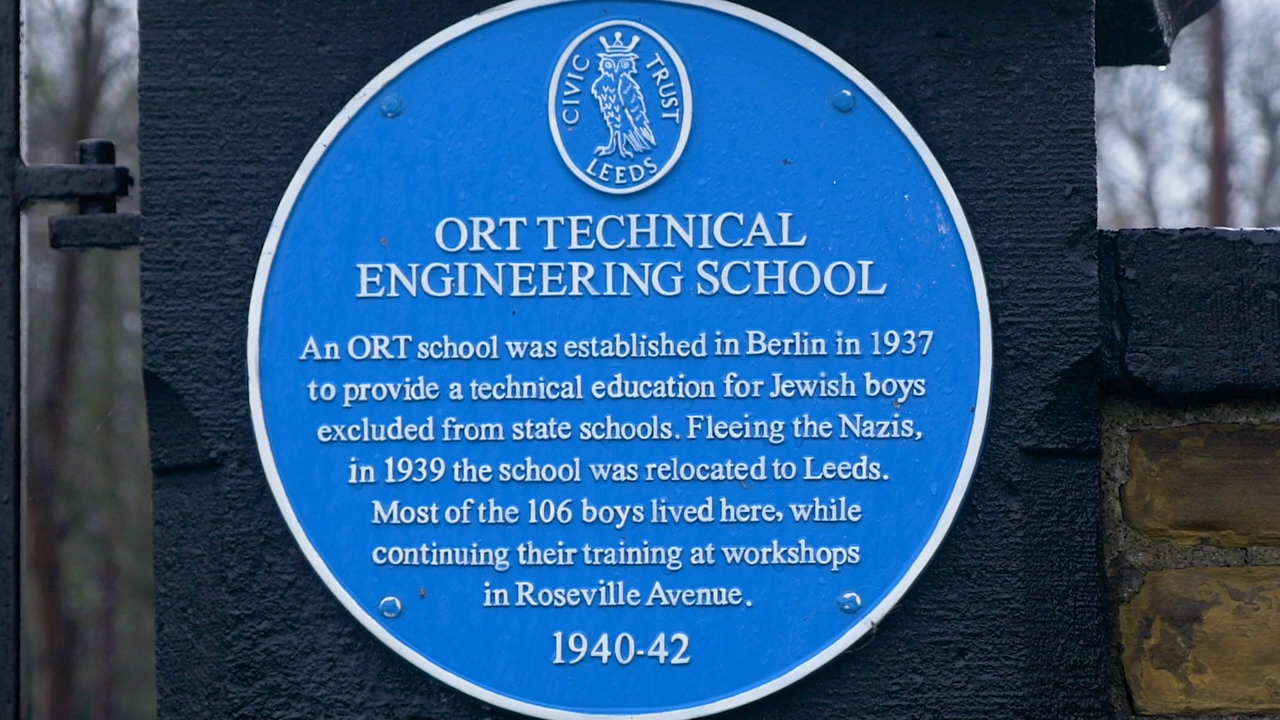 CIVIC TRUST
LEEDS
ORT TECHNICAL
ENGINEERING SCHOOL
An ORT school was established in Berlin in 1937
to provide a technical education for Jewish boys
excluded from state schools. Fleeing the Nazis,
in 1939 the school was relocated to Leeds.
Most of the 106 boys lived here, while
continuing their training at workshops
in Roseville Avenue.
1940-42